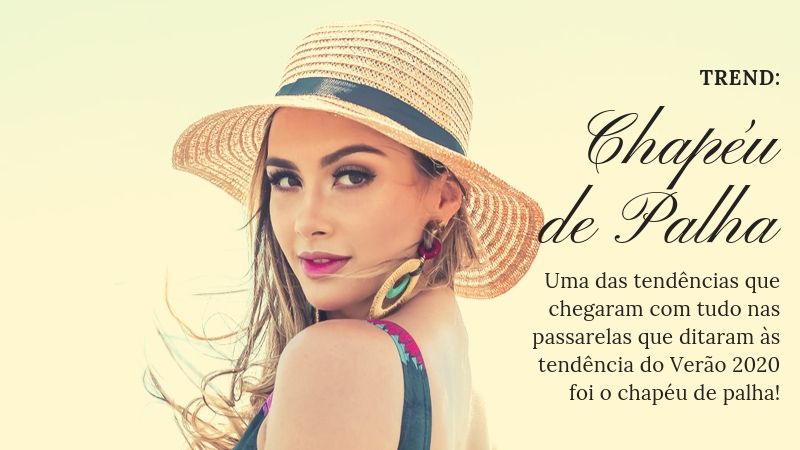 TREND:
Chapéu
de Palha
Uma das tendências que
chegaram com tudo nas
passarelas que ditaram às
tendência do Verão 2020
foi o chapéu de palha!